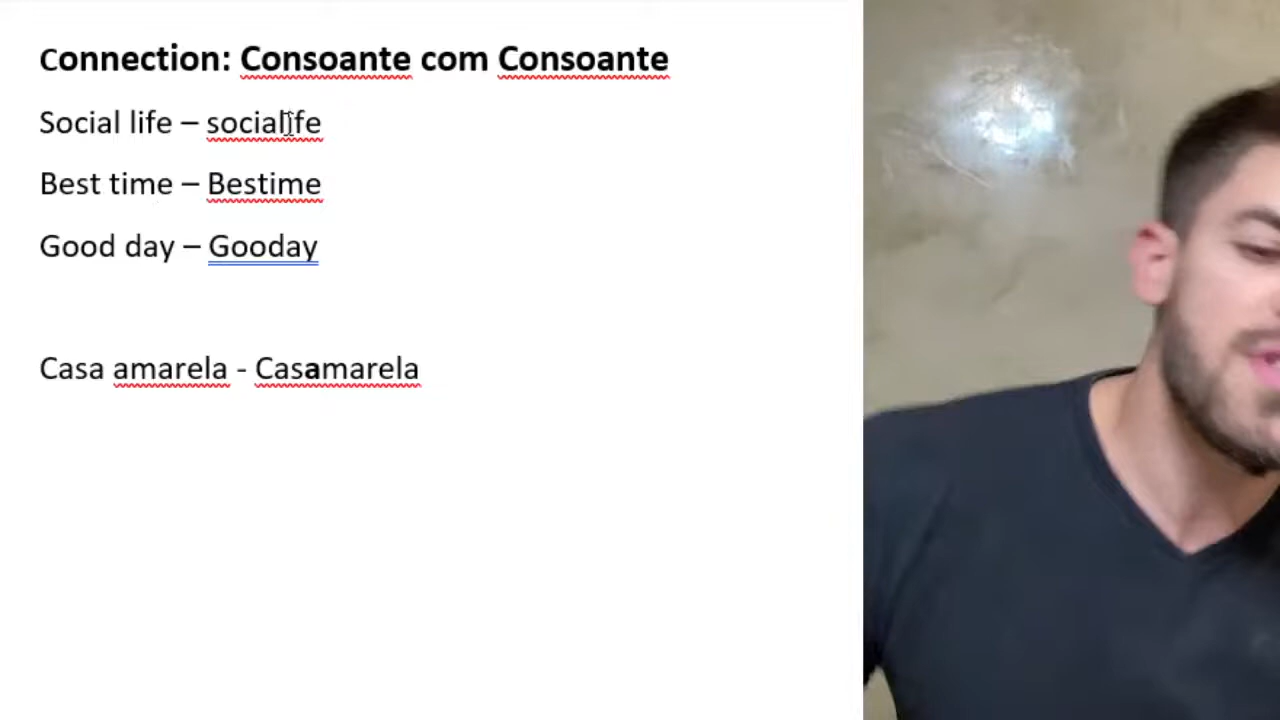 Connection: Consoante com Consoante
Social life – socialife
Best time – Bestime
Good day – Gooday
Casa amarela - Casamarela